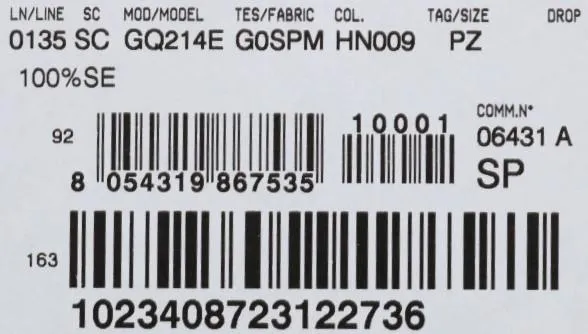 LN/LINE SC MOD/MODEL TES/FABRIC COL. TAG/SIZE DROP
0135 SC GQ214E G0SPM HN009 PZ
100%SE
92
8 054319 867535
10001
COMM.N°
06431 A
SP
163
1023408723122736